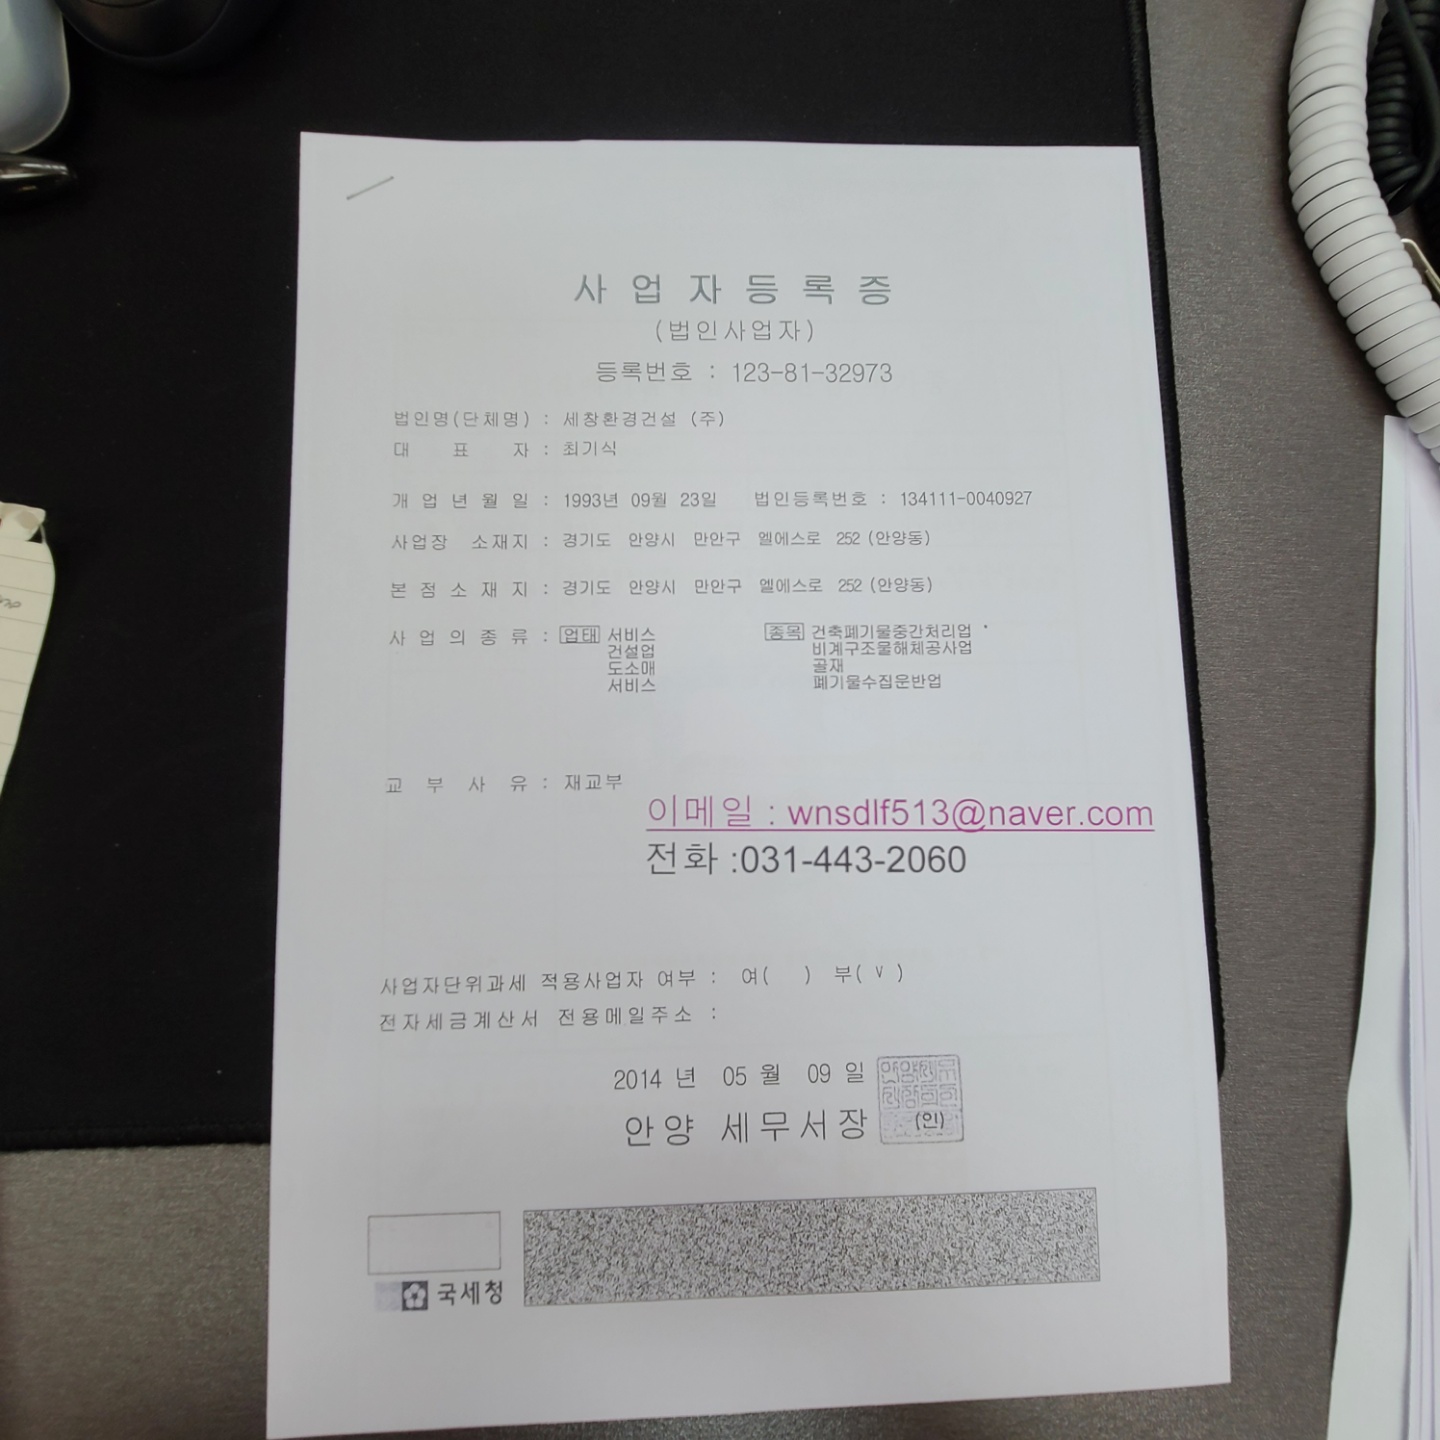 사업자등록증
(법인사업자)
등록번호 : 123-81-32973
법인명(단체명) : 세창환경건설 (주)
대 표 자 : 최기식
개 업 년 월 일 : 1993년 09월 23일 법인등록번호 : 134111-0040927
사업장 소재지 : 경기도 안양시 만안구 엘에스로 252 (안양동)
본 점 소 재 지 : 경기도 안양시 만안구 엘에스로 252 (안양동)
사 업 의 종 류 : 업태 서비스 종목 건축폐기물중간처리업
건설업 비계구조물해체공사업
도소매 골재
서비스 폐기물수집운반업
교 부 사 유 : 재교부
이메일 : wnsdlf513@naver.com
전화 :031-443-2060
사업자단위과세 적용사업자 여부 : 여( ) 부( v )
전자세금계산서 전용메일주소 :
2014 년 05 월 09 일
안양 세무서장
(인)
국세청